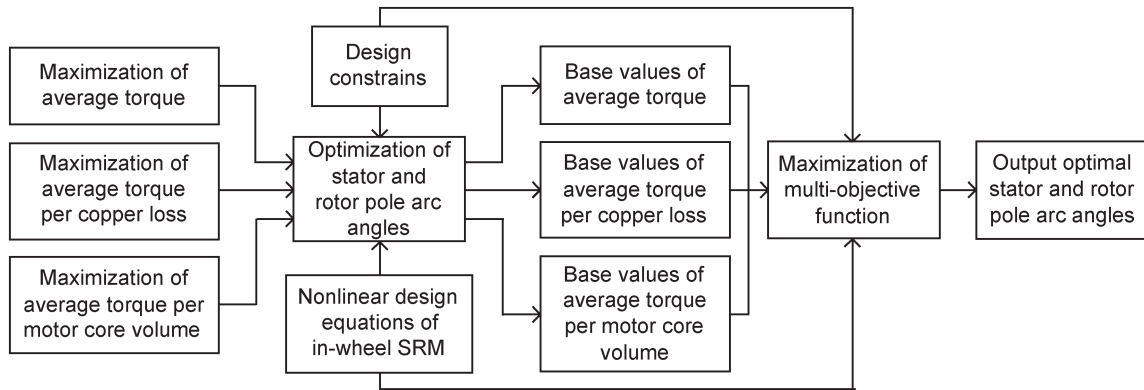 Maximization of
average torque
Maximization of
average torque
per copper loss
Maximization of
average torque per
motor core volume
Design
constrains
Optimization of
stator and
rotor pole arc
angles
Nonlinear design
equations of
in-wheel SRM
Base values of
average torque
Base values of
average torque
per copper loss
Base values of
average torque
per motor core
volume
Maximization of
multi-objective
function
Output optimal
stator and rotor
pole arc angles